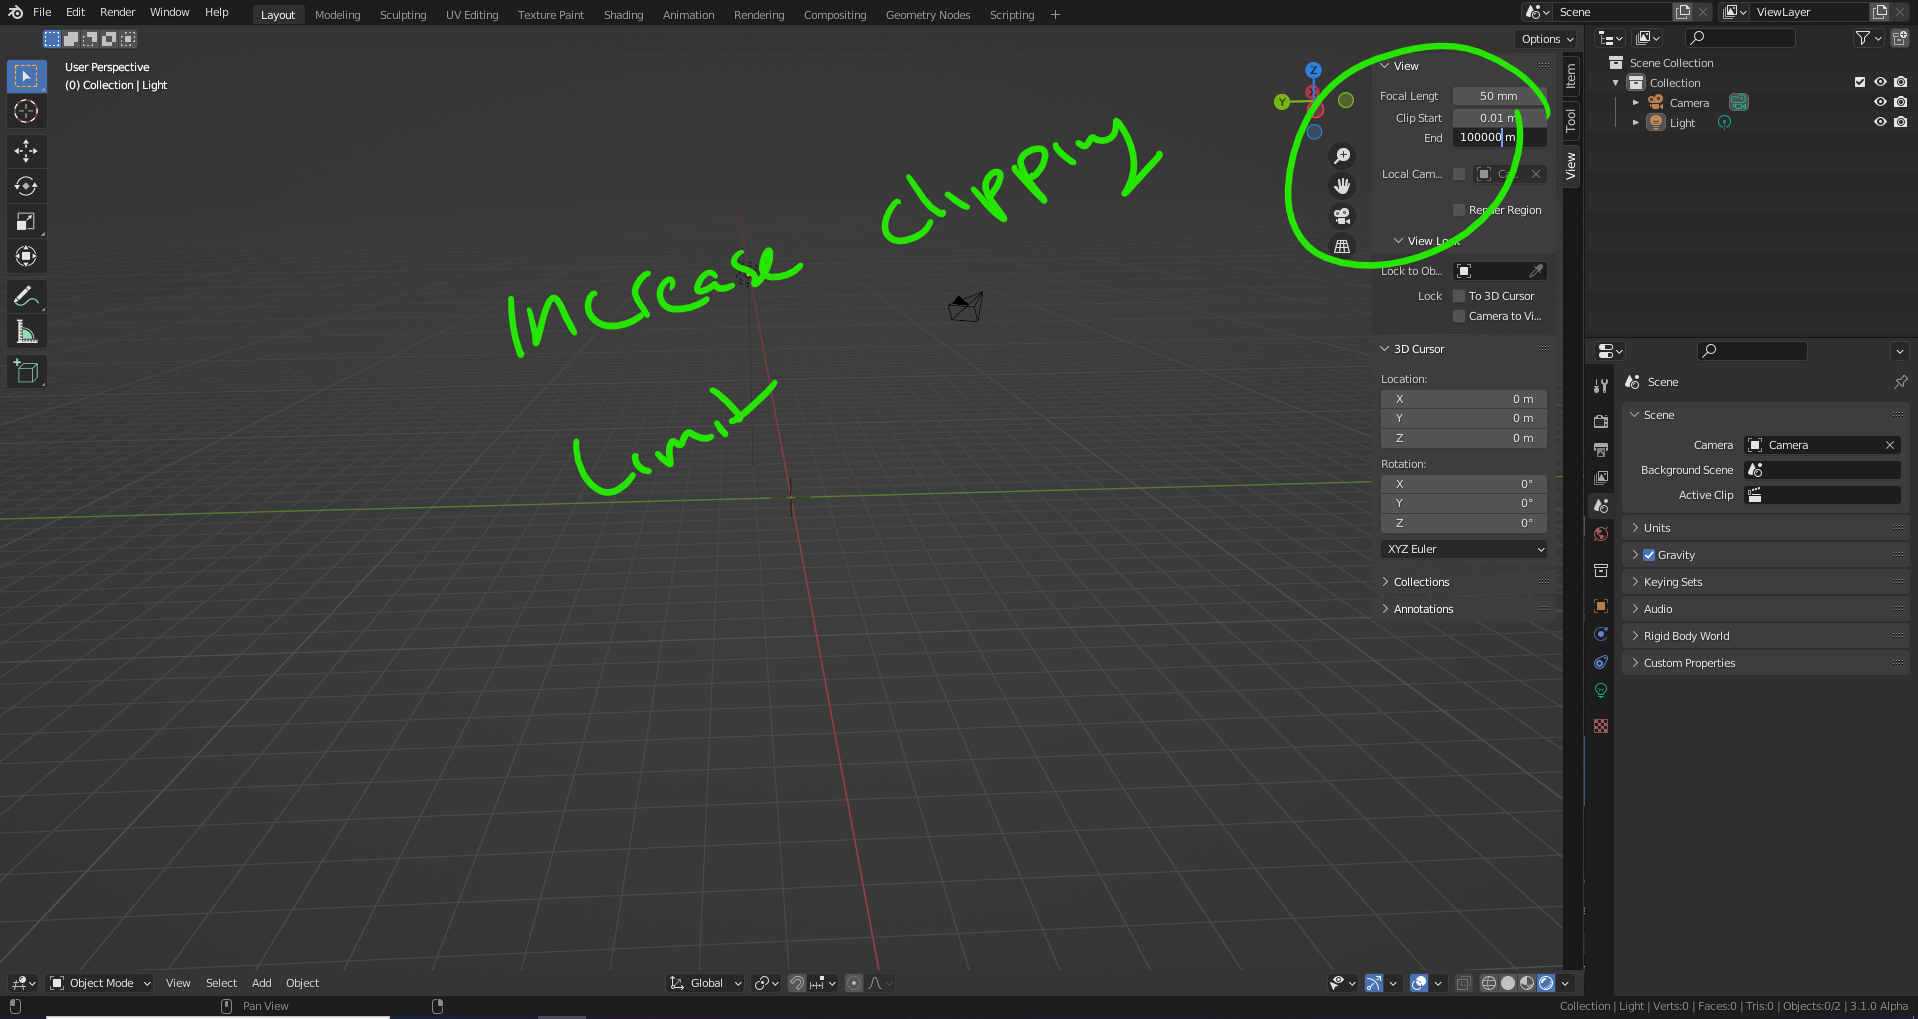 File Edit Render Window Help Layout Modeling Sculpting UV Editing Texture Paint Shading Animation Rendering Compositing Geometry Nodes Scripting + Scene ViewLayer
Options
User Perspective
(0) Collection | Light
View
Focal Lengt 50 mm
Clip Start 0.01 m
End 100000 m
Local Cam... Ca...
Render Region
View Lock
Lock to Ob...
Lock To 3D Cursor
Camera to Vi...
3D Cursor
Location:
X 0 m
Y 0 m
Z 0 m
Rotation:
X 0°
Y 0°
Z 0°
XYZ Euler
Collections
Annotations
Item
Tool
View
Z
Y
X
Increase clipping
Limit
Scene Collection
Collection
Camera
Light
Scene
Scene
Camera Camera
Background Scene
Active Clip
Units
Gravity
Keying Sets
Audio
Rigid Body World
Custom Properties
Object Mode View Select Add Object Global
Pan View
Collection | Light | Verts:0 | Faces:0 | Tris:0 | Objects:0/2 | 3.1.0 Alpha